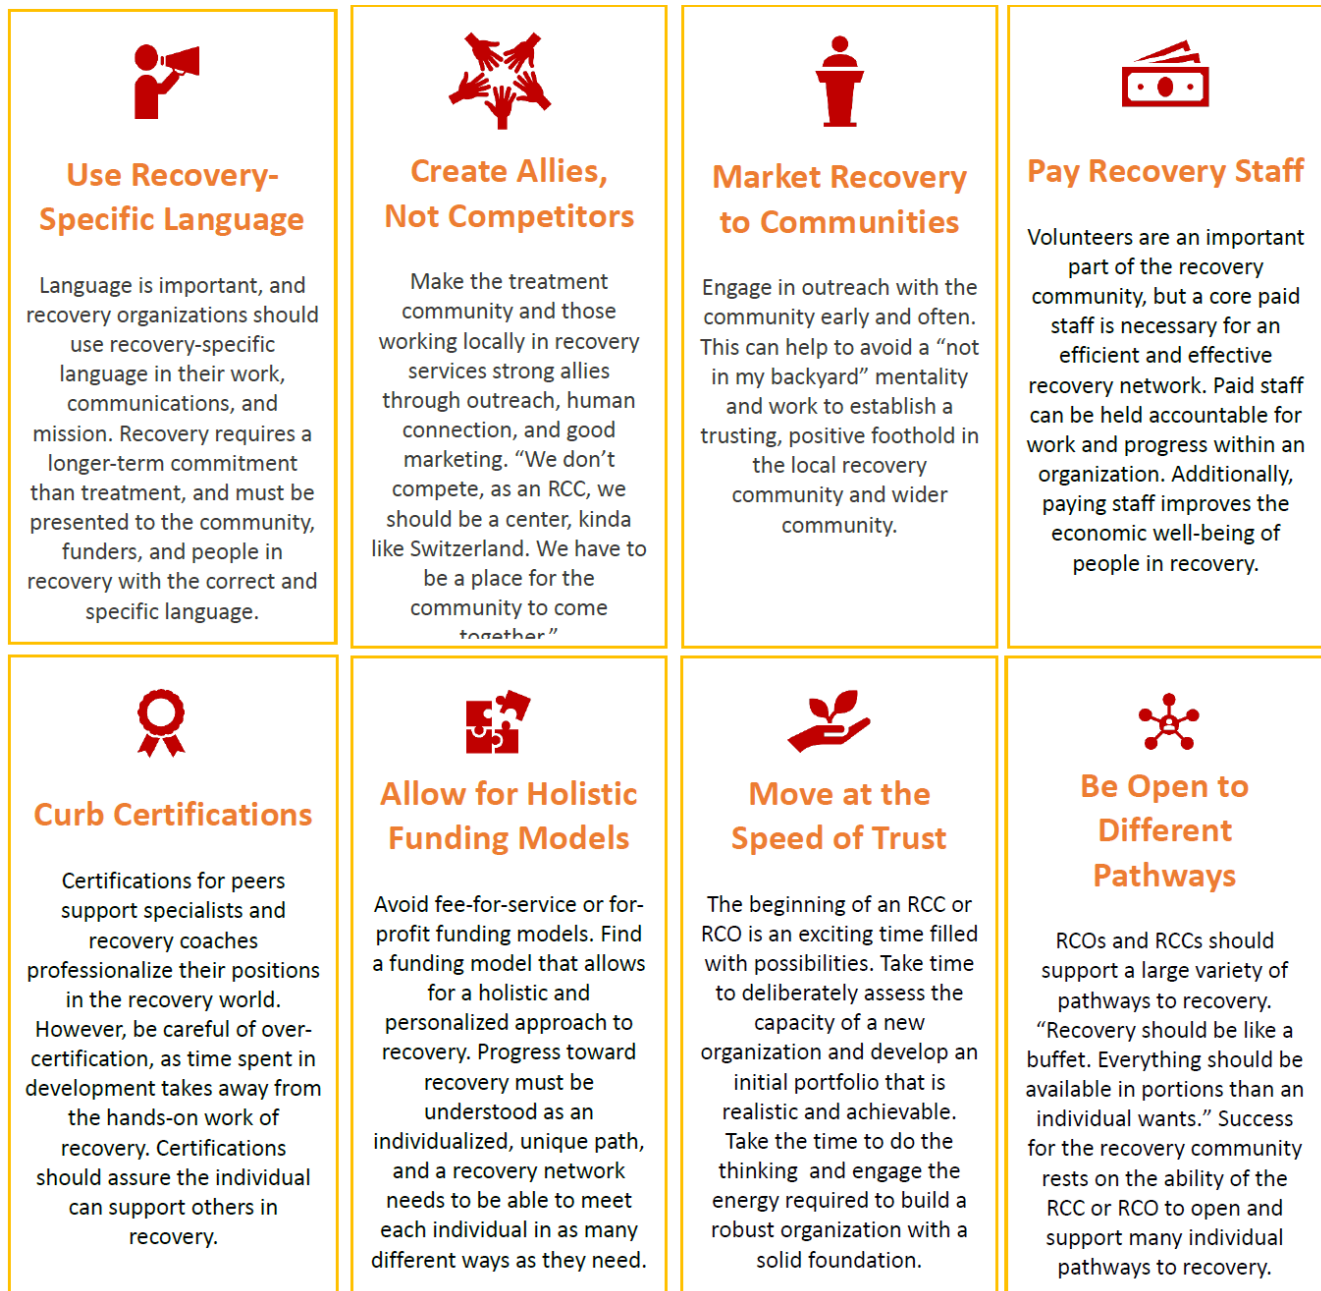 Use Recovery-
Specific Language
Language is important, and
recovery organizations should
use recovery-specific
language in their work,
communications, and
mission. Recovery requires a
longer-term commitment
than treatment, and must be
presented to the community,
funders, and people in
recovery with the correct and
specific language.
Create Allies,
Not Competitors
Make the treatment
community and those
working locally in recovery
services strong allies
through outreach, human
connection, and good
marketing. “We don’t
compete, as an RCC, we
should be a center, kinda
like Switzerland. We have to
be a place for the
community to come
together.”
Market Recovery
to Communities
Engage in outreach with the
community early and often.
This can help to avoid a “not
in my backyard” mentality
and work to establish a
trusting, positive foothold in
the local recovery
community and wider
community.
Pay Recovery Staff
Volunteers are an important
part of the recovery
community, but a core paid
staff is necessary for an
efficient and effective
recovery network. Paid staff
can be held accountable for
work and progress within an
organization. Additionally,
paying staff improves the
economic well-being of
people in recovery.
Curb Certifications
Certifications for peers
support specialists and
recovery coaches
professionalize their positions
in the recovery world.
However, be careful of over-
certification, as time spent in
development takes away from
the hands-on work of
recovery. Certifications
should assure the individual
can support others in
recovery.
Allow for Holistic
Funding Models
Avoid fee-for-service or for-
profit funding models. Find
a funding model that allows
for a holistic and
personalized approach to
recovery. Progress toward
recovery must be
understood as an
individualized, unique path,
and a recovery network
needs to be able to meet
each individual in as many
different ways as they need.
Move at the
Speed of Trust
The beginning of an RCC or
RCO is an exciting time filled
with possibilities. Take time
to deliberately assess the
capacity of a new
organization and develop an
initial portfolio that is
realistic and achievable.
Take the time to do the
thinking and engage the
energy required to build a
robust organization with a
solid foundation.
Be Open to
Different
Pathways
RCOs and RCCs should
support a large variety of
pathways to recovery.
“Recovery should be like a
buffet. Everything should be
available in portions than an
individual wants.” Success
for the recovery community
rests on the ability of the
RCC or RCO to open and
support many individual
pathways to recovery.